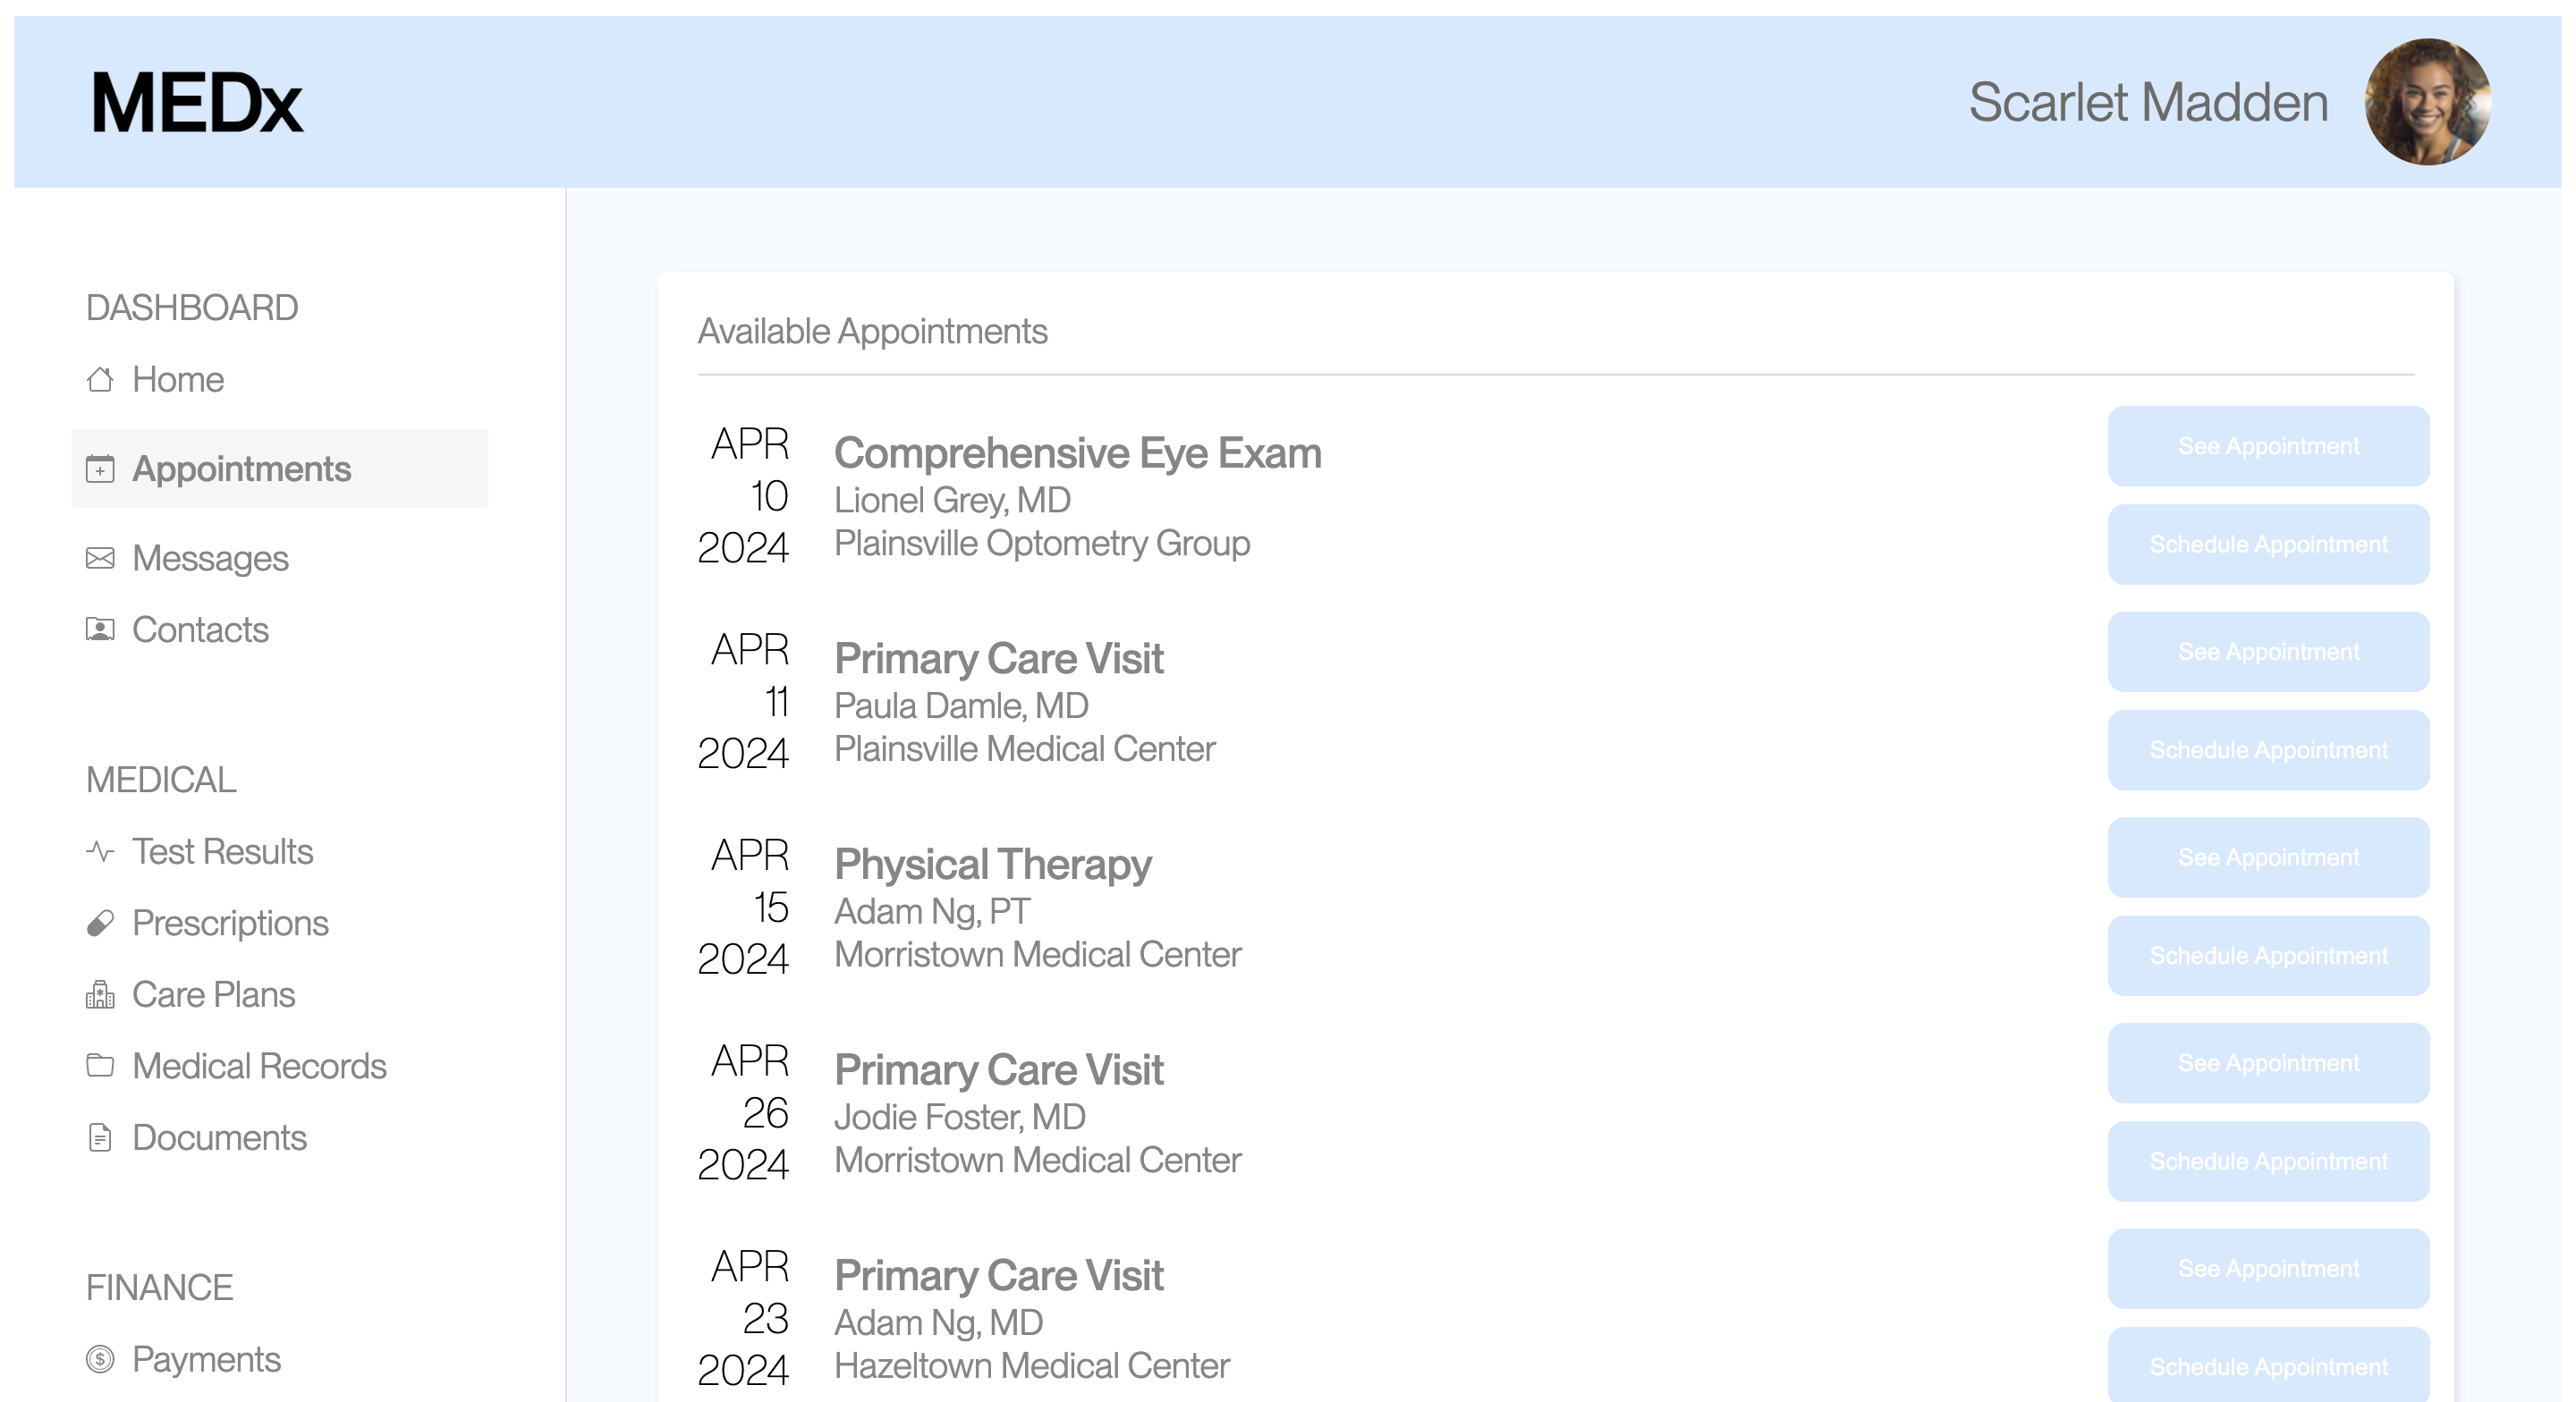 MEDx
Scarlet Madden
DASHBOARD
Home
Appointments
Messages
Contacts
MEDICAL
Test Results
Prescriptions
Care Plans
Medical Records
Documents
FINANCE
Payments
Available Appointments
APR
10
2024
Comprehensive Eye Exam
Lionel Grey, MD
Plainsville Optometry Group
See Appointment
Schedule Appointment
APR
11
2024
Primary Care Visit
Paula Damle, MD
Plainsville Medical Center
See Appointment
Schedule Appointment
APR
15
2024
Physical Therapy
Adam Ng, PT
Morristown Medical Center
See Appointment
Schedule Appointment
APR
26
2024
Primary Care Visit
Jodie Foster, MD
Morristown Medical Center
See Appointment
Schedule Appointment
APR
23
2024
Primary Care Visit
Adam Ng, MD
Hazeltown Medical Center
See Appointment
Schedule Appointment